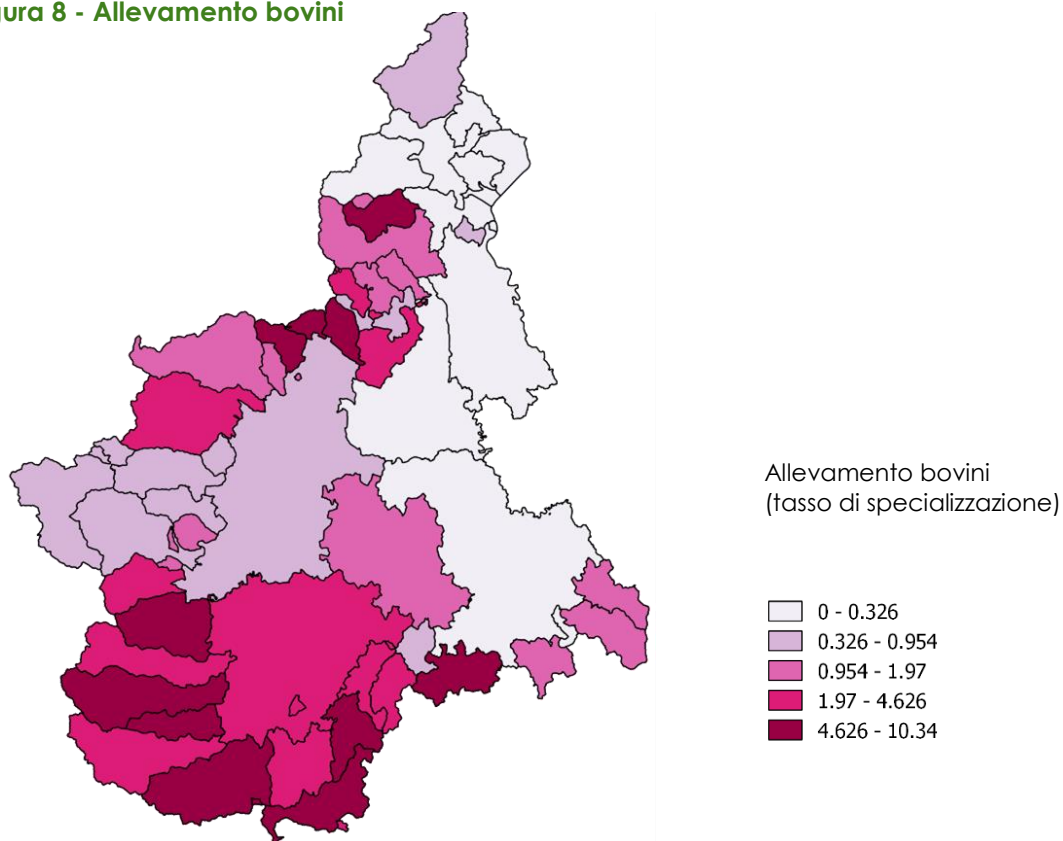 gura 8 - Allevamento bovini
Allevamento bovini
(tasso di specializzazione)
0 - 0.326
0.326 - 0.954
0.954 - 1.97
1.97 - 4.626
4.626 - 10.34